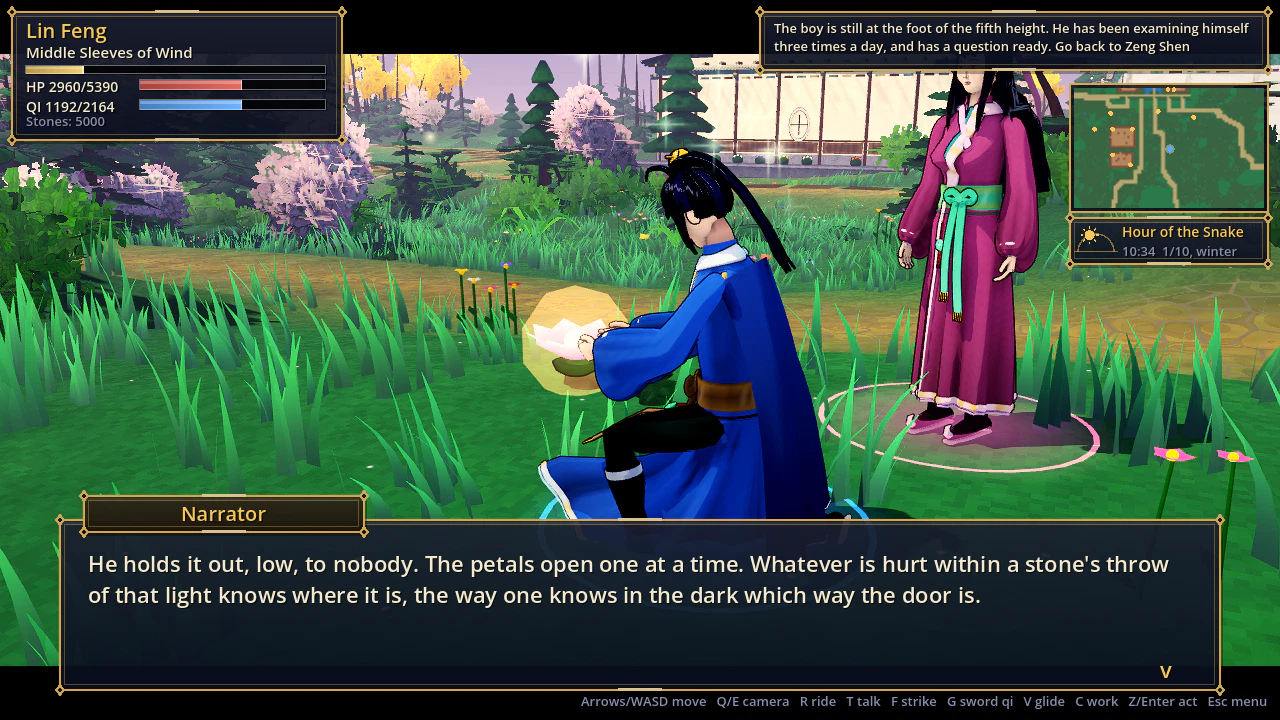 Lin Feng
Middle Sleeves of Wind
HP 2960/5390
QI 1192/2164
Stones: 5000
The boy is still at the foot of the fifth height. He has been examining himself
three times a day, and has a question ready. Go back to Zeng Shen
Hour of the Snake
10:34 1/10, winter
Narrator
He holds it out, low, to nobody. The petals open one at a time. Whatever is hurt within a stone's throw
of that light knows where it is, the way one knows in the dark which way the door is.
V
Arrows/WASD move Q/E camera R ride T talk F strike G sword qi V glide C work Z/Enter act Esc menu